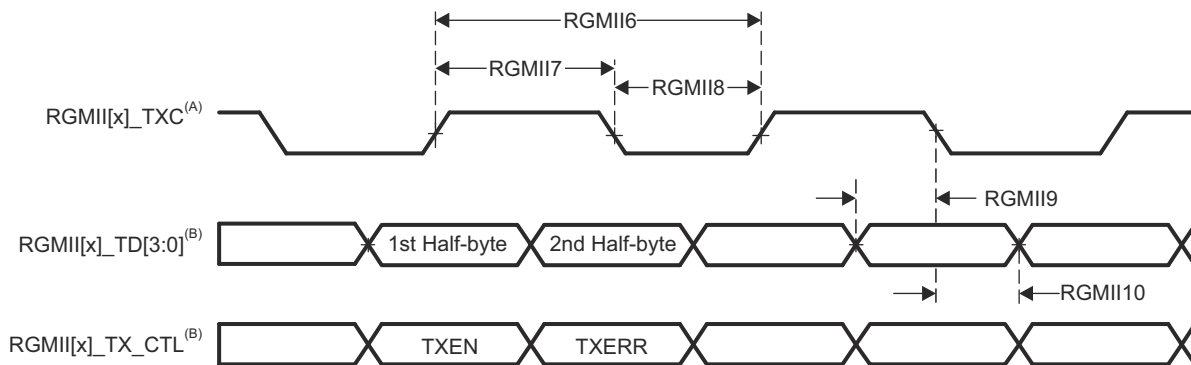 RGMII6
RGMII7
RGMII8
RGMII[x]_TXC(A)
RGMII9
RGMII[x]_TD[3:0](B)
1st Half-byte
2nd Half-byte
RGMII10
RGMII[x]_TX_CTL(B)
TXEN
TXERR